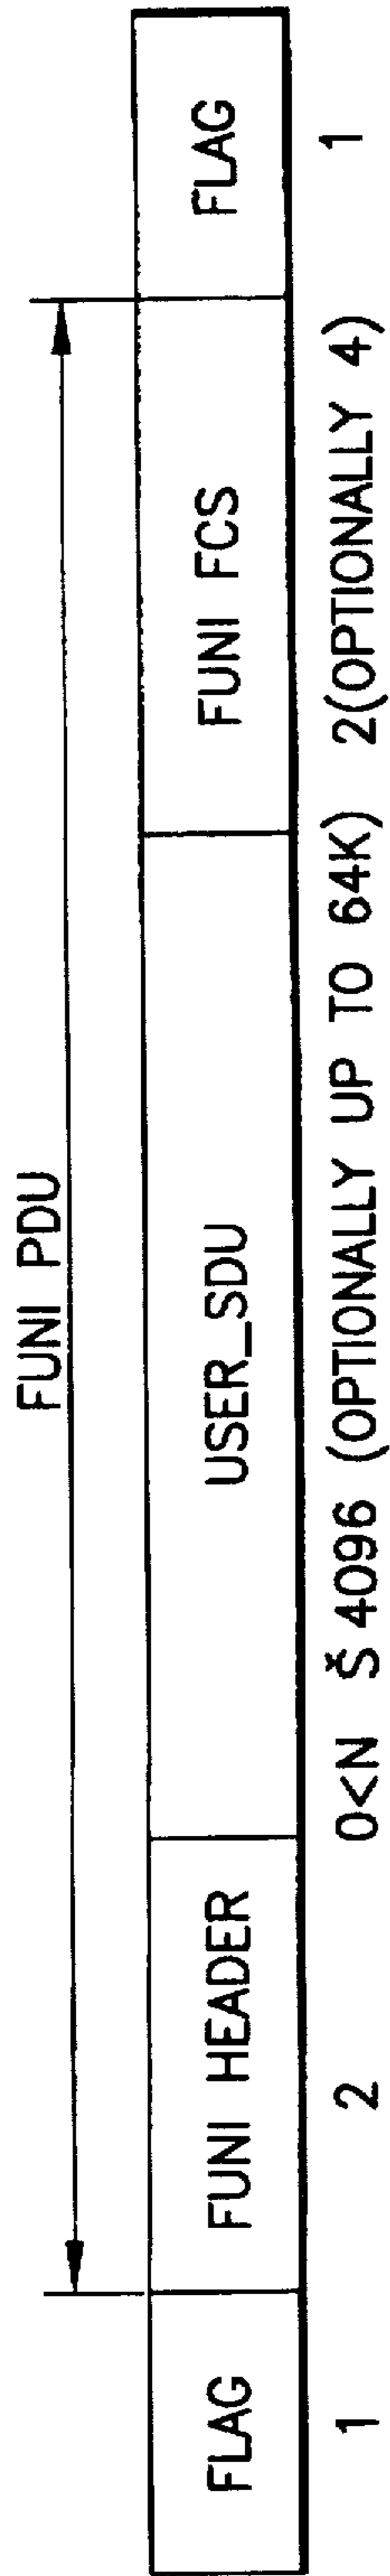 FUNI PDU
FLAG FUNI HEADER USER_SDU FUNI FCS FLAG
1 2 0<N Š 4096 (OPTIONALLY UP TO 64K) 2(OPTIONALLY 4) 1